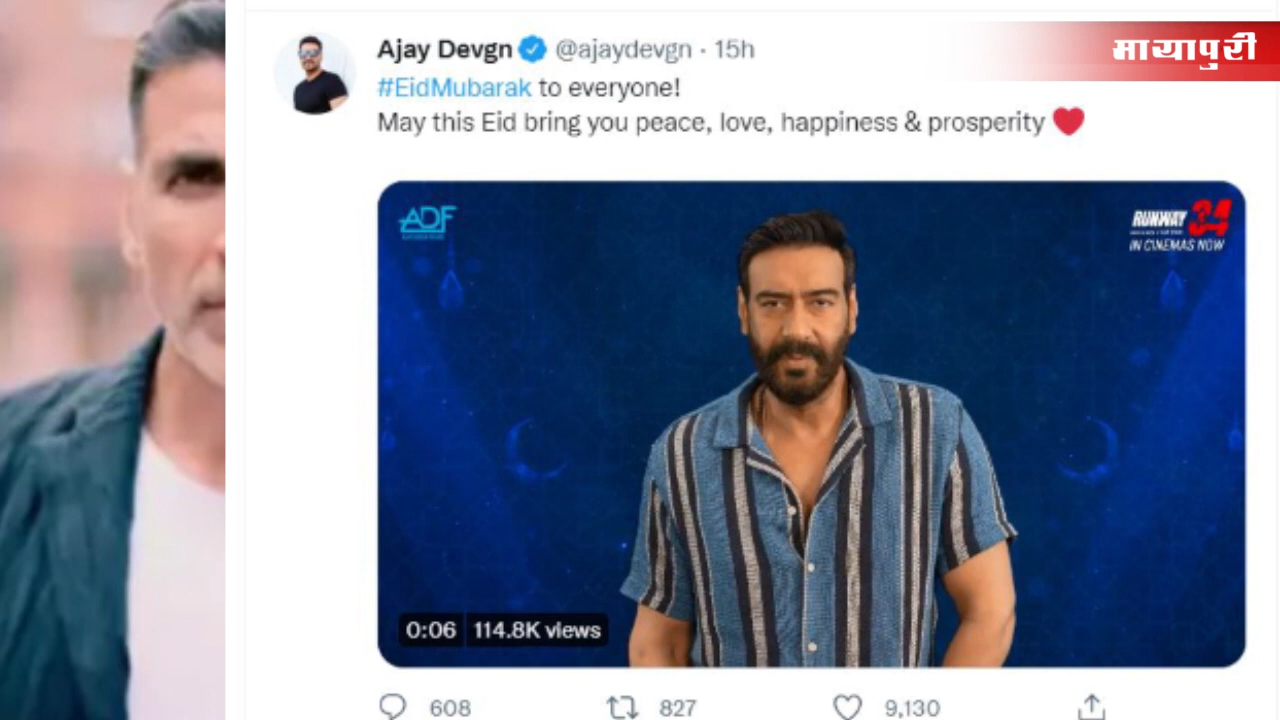 मायापुरी
Ajay Devgn @ajaydevgn · 15h
#EidMubarak to everyone!
May this Eid bring you peace, love, happiness & prosperity ❤️
ADF
RUNWAY 34
IN CINEMAS NOW
0:06 114.8K views
608 827 9,130